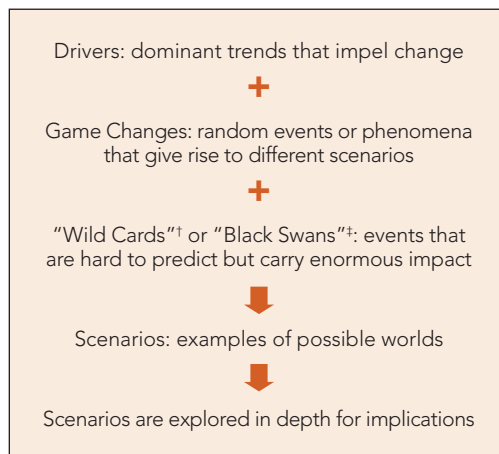 Drivers: dominant trends that impel change
+
Game Changes: random events or phenomena
that give rise to different scenarios
+
“Wild Cards”† or “Black Swans”‡: events that
are hard to predict but carry enormous impact
Scenarios: examples of possible worlds
Scenarios are explored in depth for implications